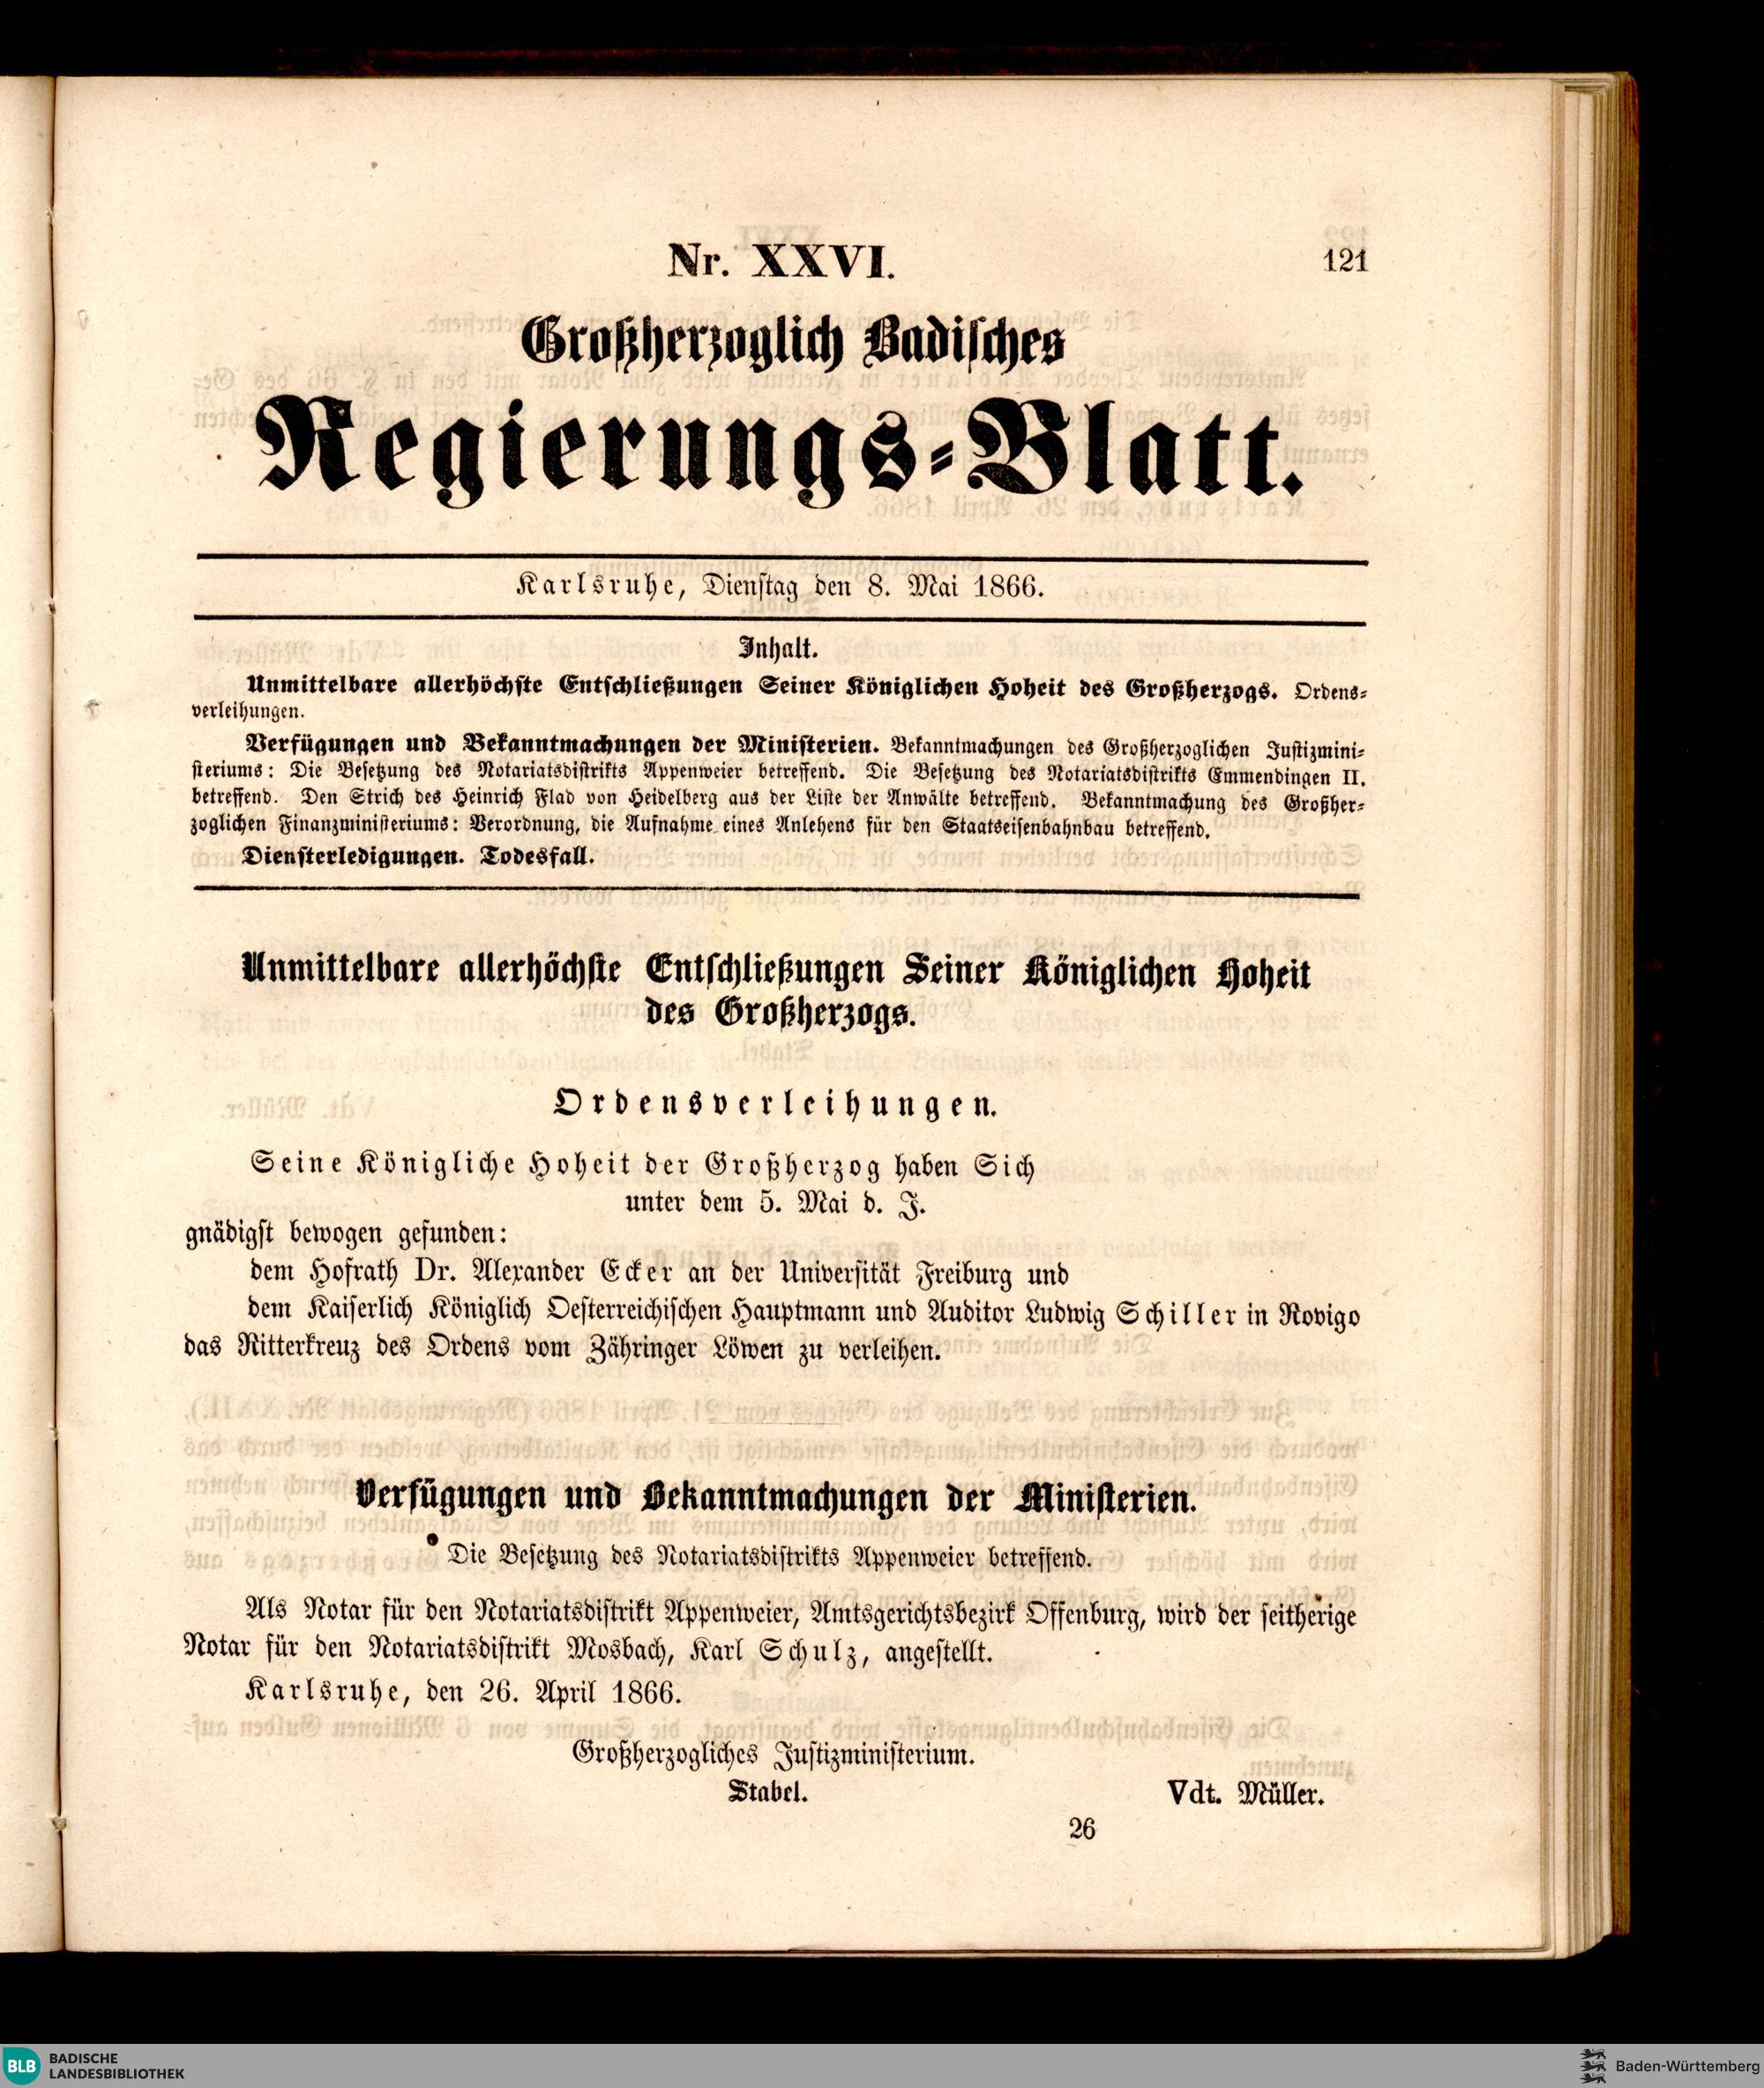 Nr. XXVI.
121
Großherzoglich Badisches
Regierungs-Blatt.
Karlsruhe, Dienstag den 8. Mai 1866.
Inhalt.
Unmittelbare allerhöchste Entschließungen Seiner Königlichen Hoheit des Großherzogs. Ordens-
verleihungen.
Verfügungen und Bekanntmachungen der Ministerien. Bekanntmachungen des Großherzoglichen Justizmini-
steriums: Die Besetzung des Notariatsdistrikts Appenweier betreffend. Die Besetzung des Notariatsdistrikts Emmendingen II.
betreffend. Den Strich des Heinrich Flad von Heidelberg aus der Liste der Anwälte betreffend. Bekanntmachung des Großher-
zoglichen Finanzministeriums: Verordnung, die Aufnahme eines Anlehens für den Staatseisenbahnbau betreffend.
Diensterledigungen. Todesfall.
Unmittelbare allerhöchste Entschließungen Seiner Königlichen Hoheit
des Großherzogs.
Ordensverleihungen.
Seine Königliche Hoheit der Großherzog haben Sich
unter dem 5. Mai d. J.
gnädigst bewogen gefunden:
dem Hofrath Dr. Alexander Ecker an der Universität Freiburg und
dem Kaiserlich Königlich Oesterreichischen Hauptmann und Auditor Ludwig Schiller in Rovigo
das Ritterkreuz des Ordens vom Zähringer Löwen zu verleihen.
Verfügungen und Bekanntmachungen der Ministerien.
Die Besetzung des Notariatsdistrikts Appenweier betreffend.
Als Notar für den Notariatsdistrikt Appenweier, Amtsgerichtsbezirk Offenburg, wird der seitherige
Notar für den Notariatsdistrikt Mosbach, Karl Schulz, angestellt.
Karlsruhe, den 26. April 1866.
Großherzogliches Justizministerium.
Stabel.
Vdt. Müller.
26
BLB BADISCHE
LANDESBIBLIOTHEK
Baden-Württemberg